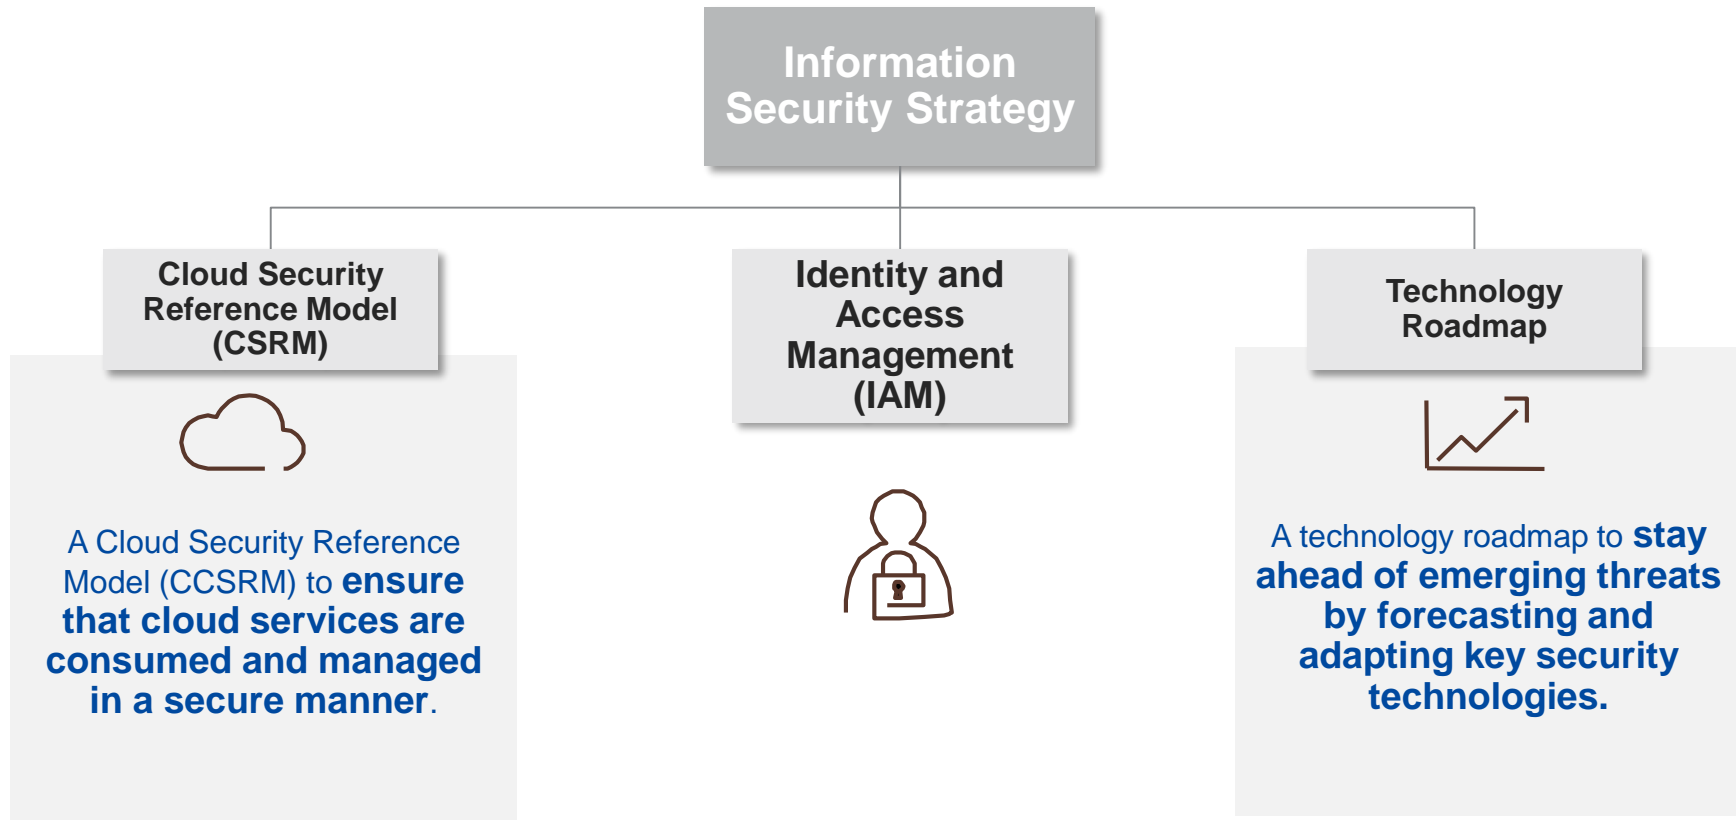 Information
Security Strategy
Cloud Security
Reference Model
(CSRM)
A Cloud Security Reference
Model (CCSRM) to ensure
that cloud services are
consumed and managed
in a secure manner.
Identity and
Access
Management
(IAM)
Technology
Roadmap
A technology roadmap to stay
ahead of emerging threats
by forecasting and
adapting key security
technologies.